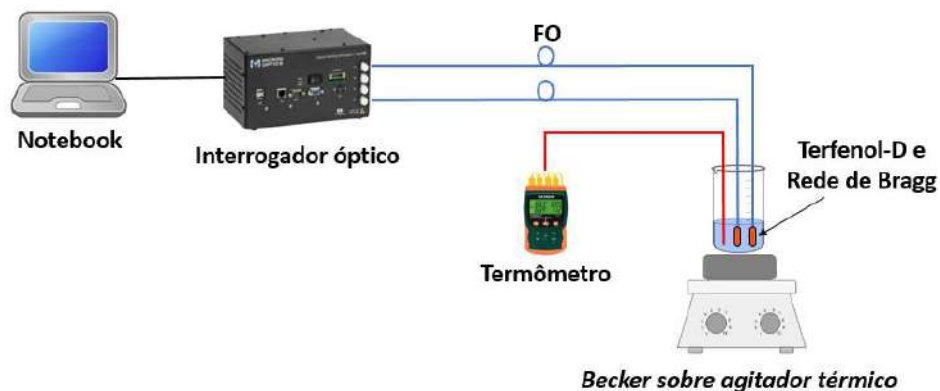 FO
Notebook
Interrogador óptico
Termômetro
Terfenol-D e
Rede de Bragg
Becker sobre agitador térmico